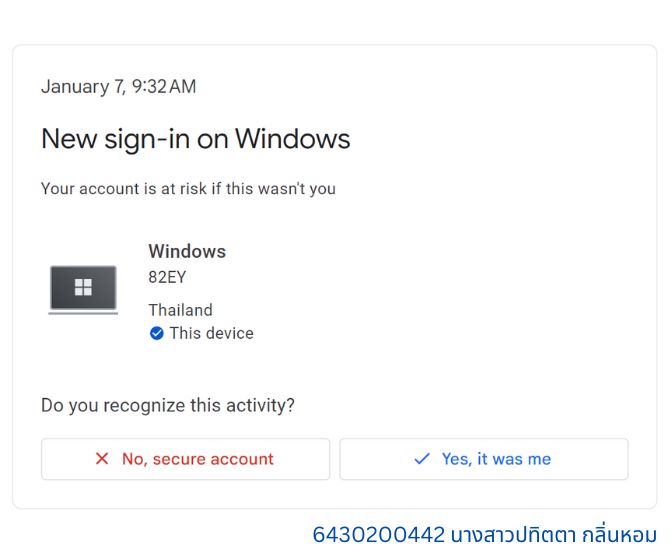 January 7, 9:32 AM
New sign-in on Windows
Your account is at risk if this wasn't you
Windows
82EY
Thailand
This device
Do you recognize this activity?
No, secure account
Yes, it was me
6430200442 นางสาวปทิตตา กลิ่นหอม